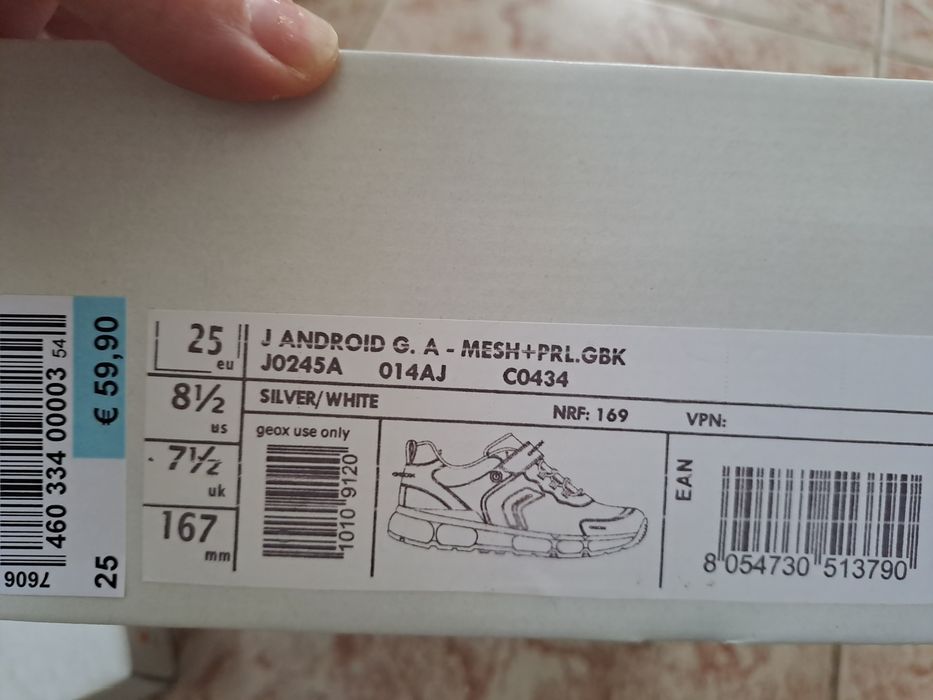 € 59,90
460 334 00003 54
7606
25
25 eu
8½ us
7½ uk
167 mm
J ANDROID G. A - MESH+PRL.GBK
J0245A 014AJ C0434
SILVER/WHITE
NRF: 169 VPN:
geox use only
1010 9120
EAN
8 054730 513790